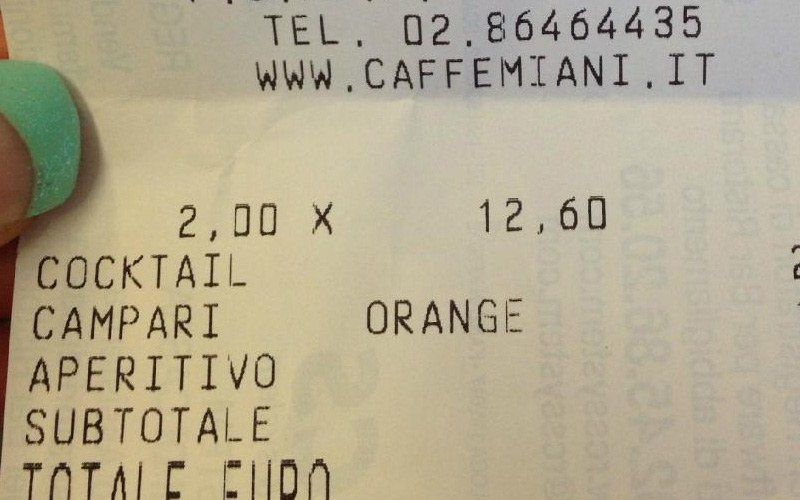 TEL. 02.86464435
WWW.CAFFEMIANI.IT
2,00 X 12,60
COCKTAIL
CAMPARI ORANGE
APERITIVO
SUBTOTALE
TOTALE EURO